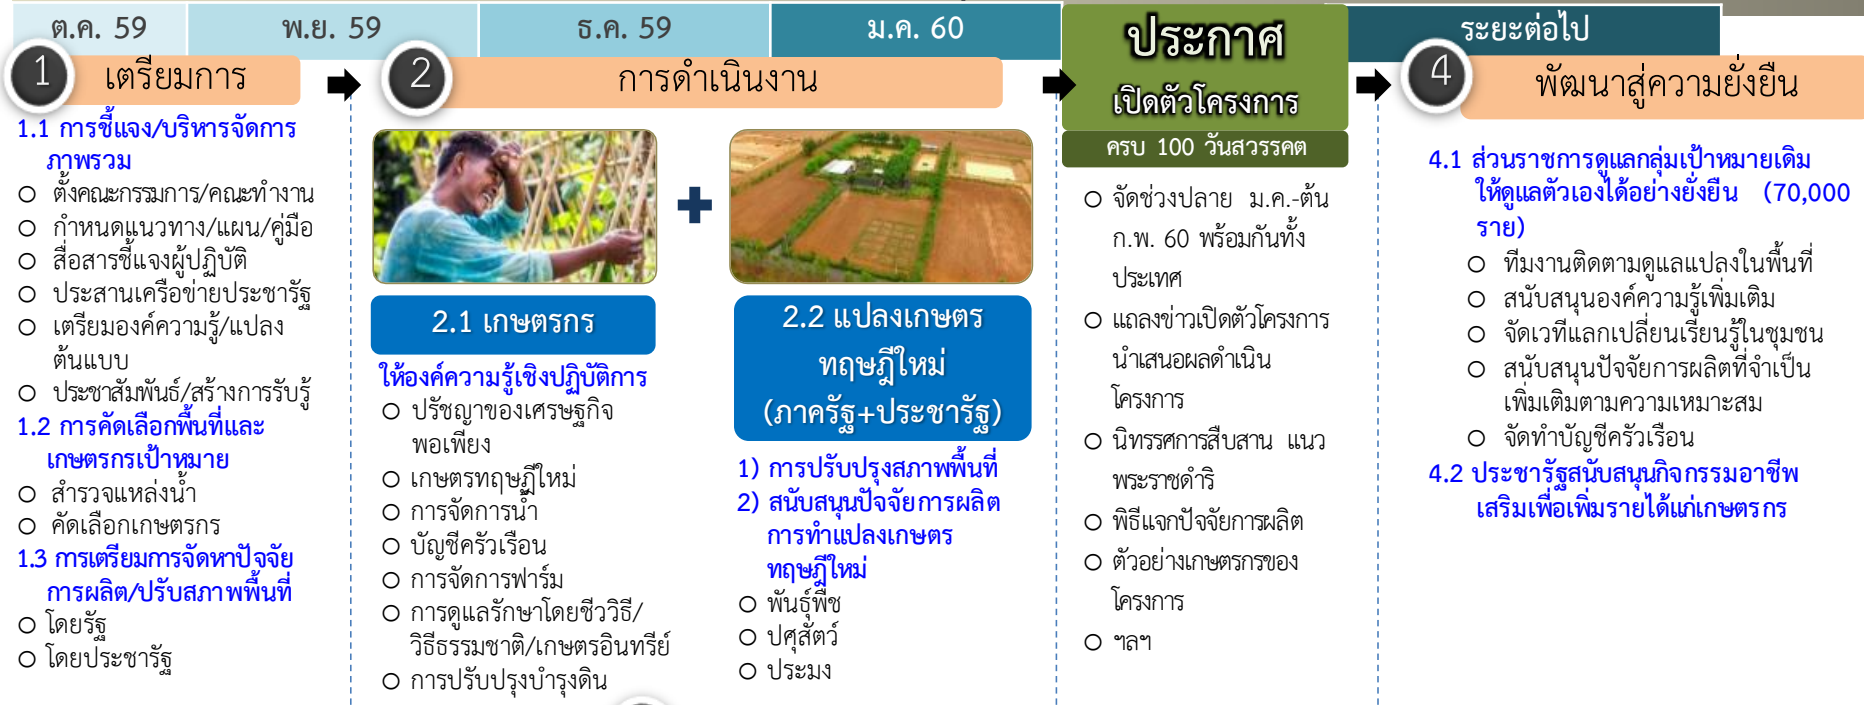 ต.ค. 59
พ.ย. 59
ธ.ค. 59
ม.ค. 60
ระยะต่อไป
1
เตรียมการ
1.1 การชี้แจง/บริหารจัดการ
ภาพรวม
ตั้งคณะกรรมการ/คณะทำงาน
กำหนดแนวทาง/แผน/คู่มือ
สื่อสารชี้แจงผู้ปฏิบัติ
ประสานเครือข่ายประชารัฐ
เตรียมองค์ความรู้/แปลง
ต้นแบบ
ประชาสัมพันธ์/สร้างการรับรู้
1.2 การคัดเลือกพื้นที่และ
เกษตรกรเป้าหมาย
สำรวจแหล่งน้ำ
คัดเลือกเกษตรกร
1.3 การเตรียมการจัดหาปัจจัย
การผลิต/ปรับสภาพพื้นที่
โดยรัฐ
โดยประชารัฐ
2
การดำเนินงาน
2.1 เกษตรกร
ให้องค์ความรู้เชิงปฏิบัติการ
ปรัชญาของเศรษฐกิจ
พอเพียง
เกษตรทฤษฎีใหม่
การจัดการน้ำ
บัญชีครัวเรือน
การจัดการฟาร์ม
การดูแลรักษาโดยชีววิธี/
วิธีธรรมชาติ/เกษตรอินทรีย์
การปรับปรุงบำรุงดิน
2.2 แปลงเกษตร
ทฤษฎีใหม่
(ภาครัฐ+ประชารัฐ)
1) การปรับปรุงสภาพพื้นที่
2) สนับสนุนปัจจัยการผลิต
การทำแปลงเกษตร
ทฤษฎีใหม่
พันธุ์พืช
ปศุสัตว์
ประมง
ประกาศ
เปิดตัวโครงการ
ครบ 100 วันสวรรคต
จัดช่วงปลาย ม.ค.-ต้น
ก.พ. 60 พร้อมกันทั้ง
ประเทศ
แถลงข่าวเปิดตัวโครงการ
นำเสนอผลดำเนิน
โครงการ
นิทรรศการสืบสาน แนว
พระราชดำริ
พิธีแจกปัจจัยการผลิต
ตัวอย่างเกษตรกรของ
โครงการ
ฯลฯ
4
พัฒนาสู่ความยั่งยืน
4.1 ส่วนราชการดูแลกลุ่มเป้าหมายเดิม
ให้ดูแลตัวเองได้อย่างยั่งยืน (70,000
ราย)
ทีมงานติดตามดูแลแปลงในพื้นที่
สนับสนุนองค์ความรู้เพิ่มเติม
จัดเวทีแลกเปลี่ยนเรียนรู้ในชุมชน
สนับสนุนปัจจัยการผลิตที่จำเป็น
เพิ่มเติมตามความเหมาะสม
จัดทำบัญชีครัวเรือน
4.2 ประชารัฐสนับสนุนกิจกรรมอาชีพ
เสริมเพื่อเพิ่มรายได้แก่เกษตรกร